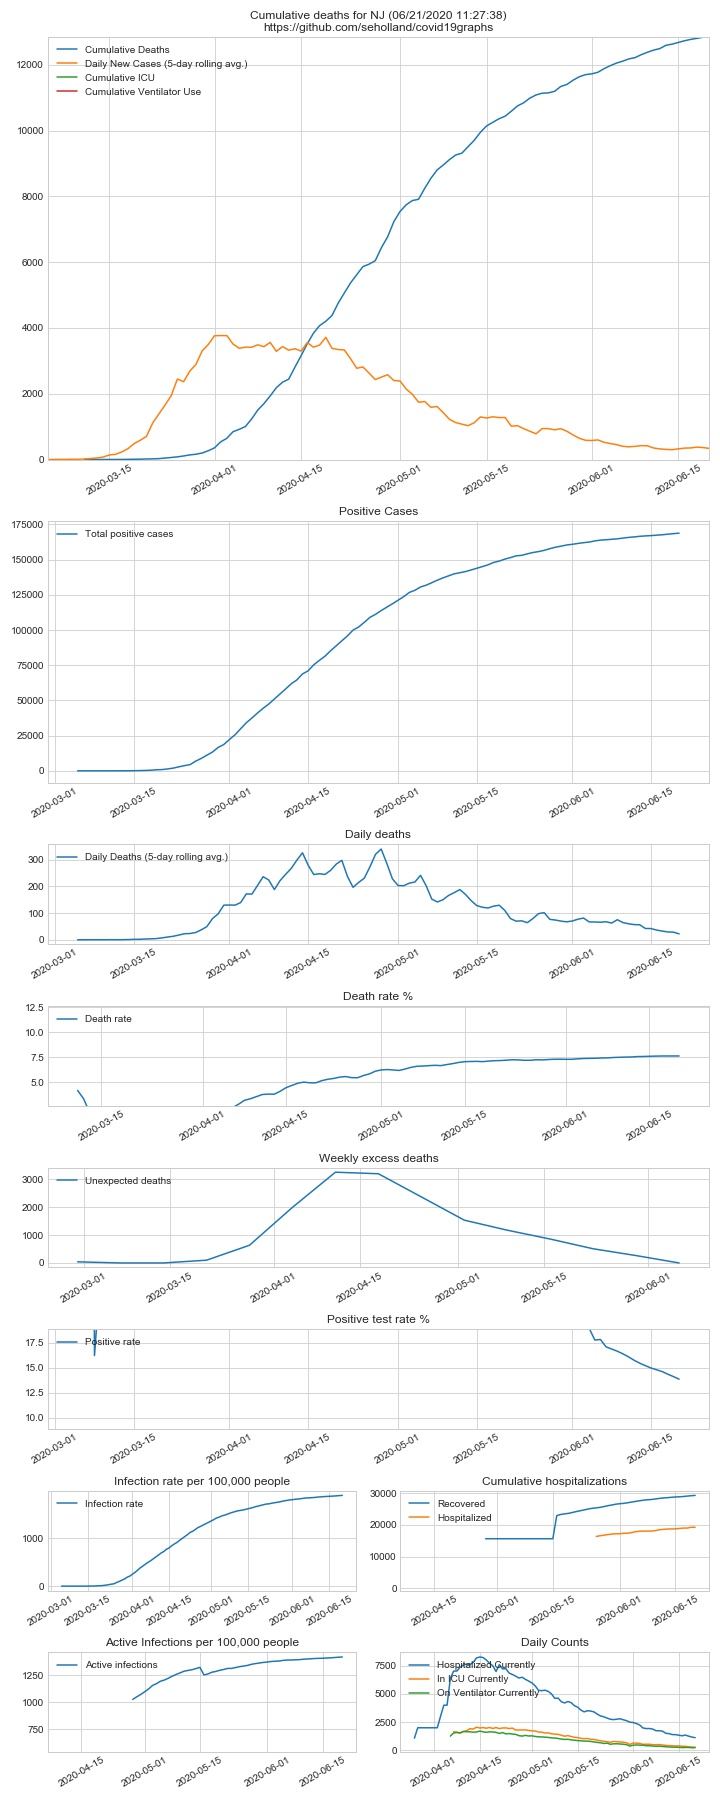 Cumulative deaths for NJ (06/21/2020 11:27:38)
https://github.com/seholland/covid19graphs
Cumulative Deaths
Daily New Cases (5-day rolling avg.)
Cumulative ICU
Cumulative Ventilator Use
12000
10000
8000
6000
4000
2000
0
2020-03-15 2020-04-01 2020-04-15 2020-05-01 2020-05-15 2020-06-01 2020-06-15
Positive Cases
Total positive cases
175000
150000
125000
100000
75000
50000
25000
0
2020-03-01 2020-03-15 2020-04-01 2020-04-15 2020-05-01 2020-05-15 2020-06-01 2020-06-15
Daily deaths
Daily Deaths (5-day rolling avg.)
300
200
100
0
2020-03-01 2020-03-15 2020-04-01 2020-04-15 2020-05-01 2020-05-15 2020-06-01 2020-06-15
Death rate %
Death rate
12.5
10.0
7.5
5.0
2020-03-15 2020-04-01 2020-04-15 2020-05-01 2020-05-15 2020-06-01 2020-06-15
Weekly excess deaths
Unexpected deaths
3000
2000
1000
0
2020-03-01 2020-03-15 2020-04-01 2020-04-15 2020-05-01 2020-05-15 2020-06-01
Positive test rate %
Positive rate
17.5
15.0
12.5
10.0
2020-03-01 2020-03-15 2020-04-01 2020-04-15 2020-05-01 2020-05-15 2020-06-01 2020-06-15
Infection rate per 100,000 people
Infection rate
1000
0
2020-03-01 2020-03-15 2020-04-01 2020-04-15 2020-05-01 2020-05-15 2020-06-01 2020-06-15
Cumulative hospitalizations
Recovered
Hospitalized
30000
20000
10000
0
2020-04-15 2020-05-01 2020-05-15 2020-06-01 2020-06-15
Active Infections per 100,000 people
Active infections
1250
1000
750
2020-04-15 2020-05-01 2020-05-15 2020-06-01 2020-06-15
Daily Counts
Hospitalized Currently
In ICU Currently
On Ventilator Currently
7500
5000
2500
0
2020-04-01 2020-04-15 2020-05-01 2020-05-15 2020-06-01 2020-06-15